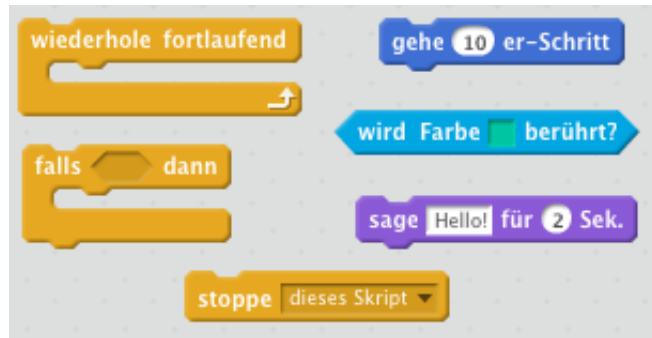 wiederhole fortlaufend
gehe 10 er-Schritt
wird Farbe berührt?
falls dann
sage Hello! für 2 Sek.
stoppe dieses Skript